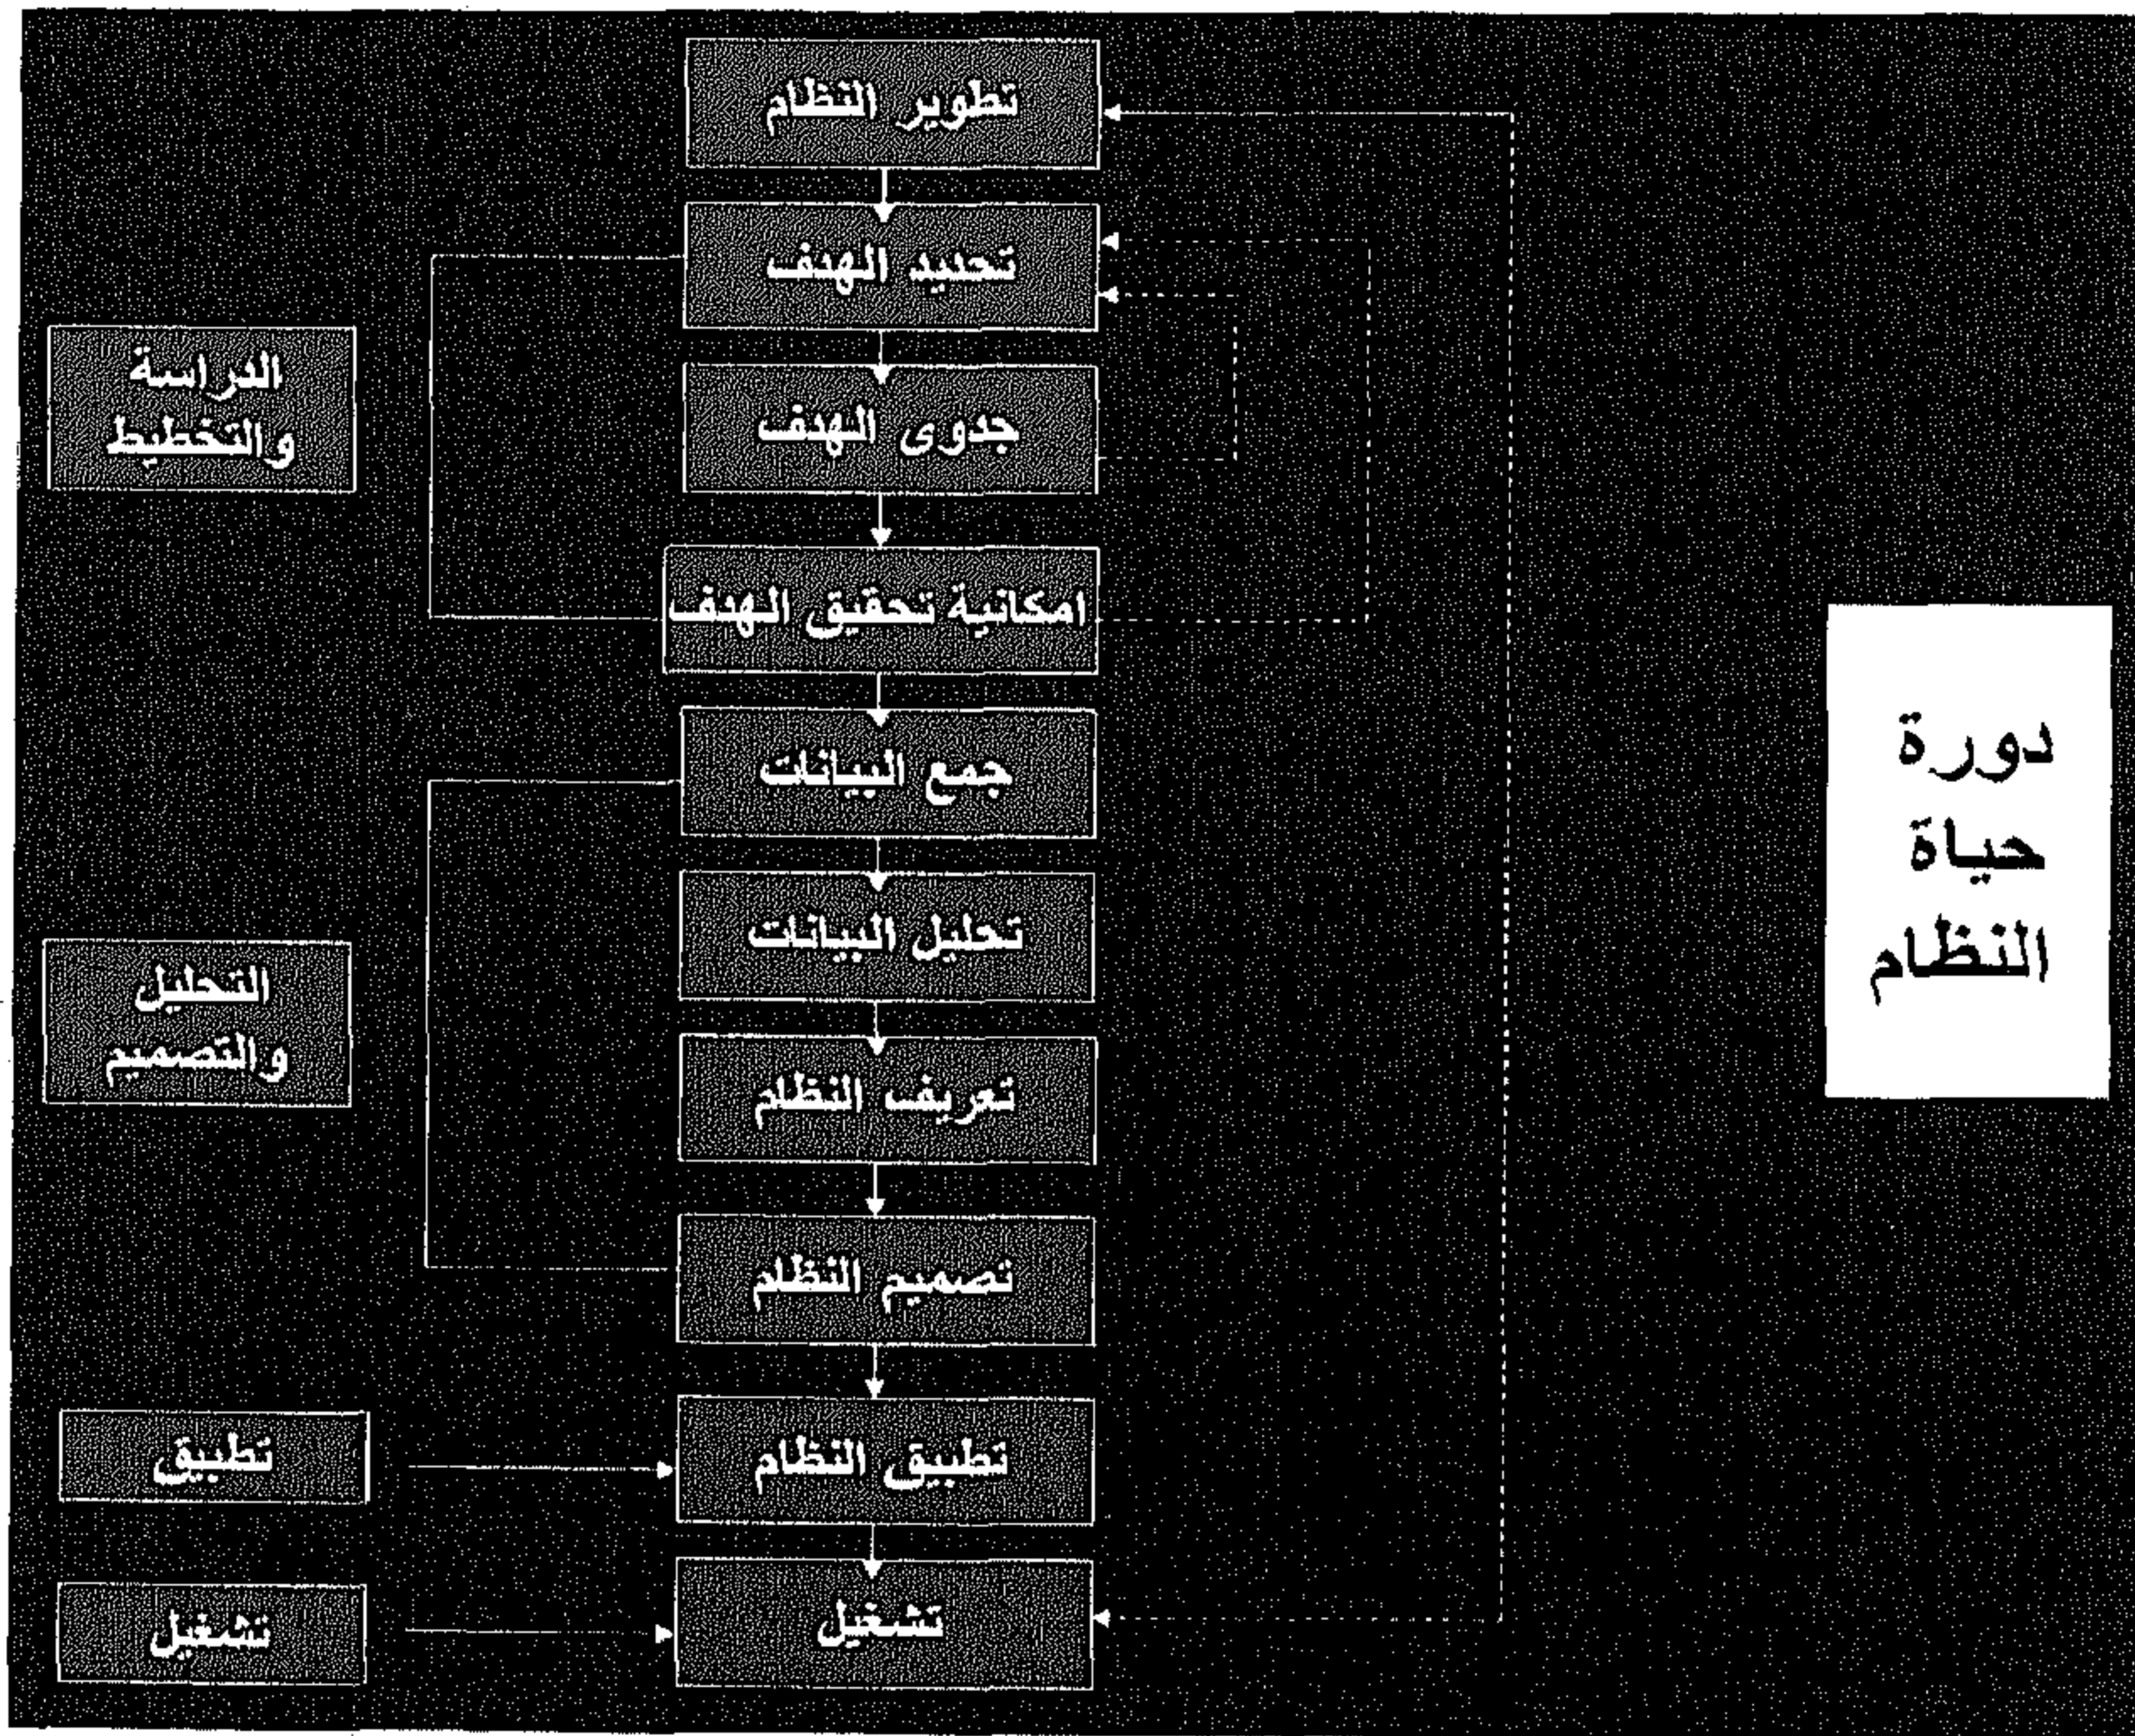 دورة
حياة
النظام
تطوير النظام
تحديد الهدف
جدوى الهدف
امكانية تحقيق الهدف
جمع البيانات
تحليل البيانات
تعريف النظام
تصميم النظام
تطبيق النظام
تشغيل
الدراسة
والتخطيط
التحليل
والتصميم
تطبيق
تشغيل